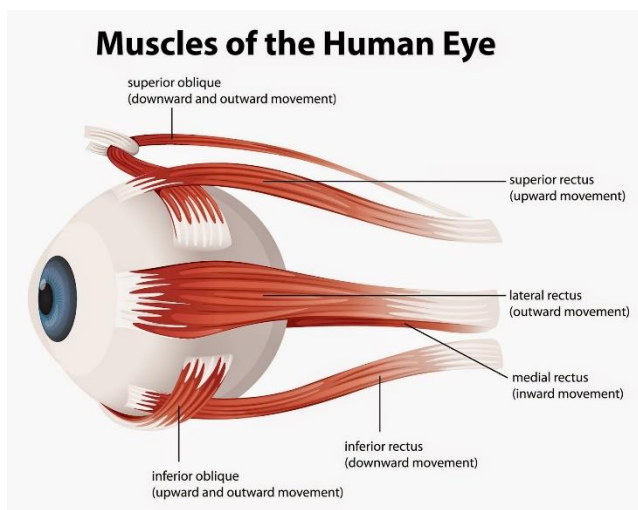 Muscles of the Human Eye
superior oblique
(downward and outward movement)
superior rectus
(upward movement)
lateral rectus
(outward movement)
medial rectus
(inward movement)
inferior rectus
(downward movement)
inferior oblique
(upward and outward movement)